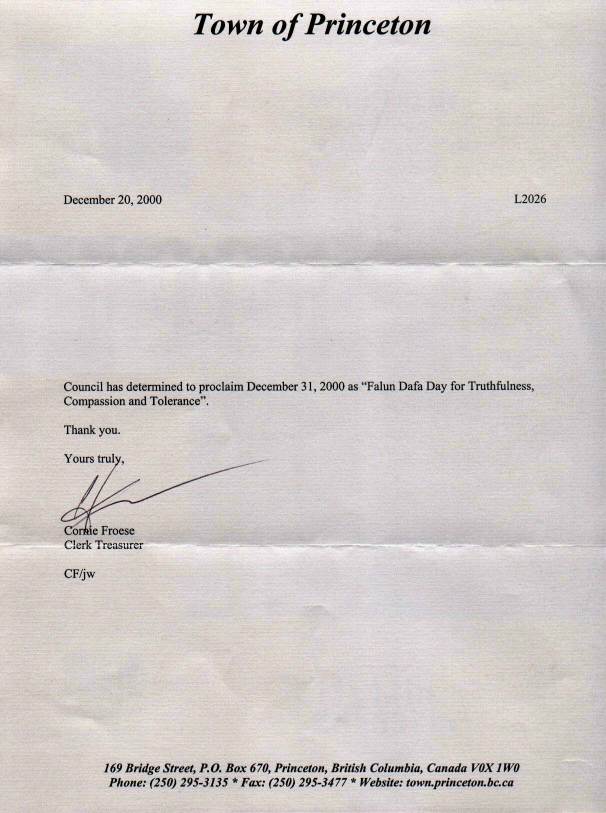 Town of Princeton
December 20, 2000 L2026
Council has determined to proclaim December 31, 2000 as “Falun Dafa Day for Truthfulness,
Compassion and Tolerance”.
Thank you.
Yours truly,
Cornie Froese
Clerk Treasurer
CF/jw
169 Bridge Street, P.O. Box 670, Princeton, British Columbia, Canada V0X 1W0
Phone: (250) 295-3135 * Fax: (250) 295-3477 * Website: town.princeton.bc.ca